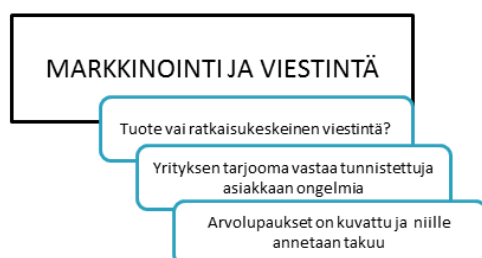 MARKKINOINTI JA VIESTINTÄ
Tuote vai ratkaisukeskeinen viestintä?
Yrityksen tarjooma vastaa tunnistettuja
asiakkaan ongelmia
Arvolupaukset on kuvattu ja niille
annetaan takuu